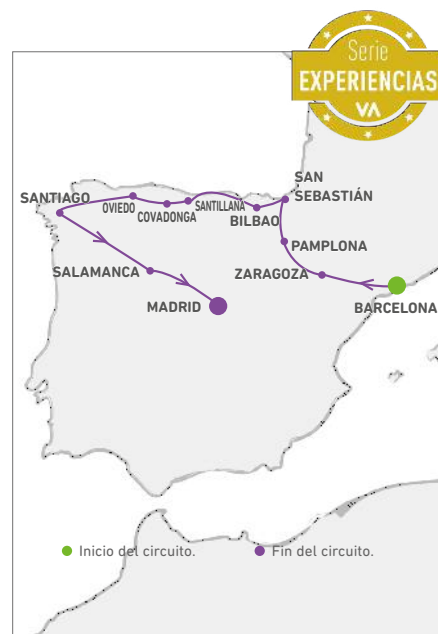 Serie
EXPERIENCIAS
VA
SAN
SEBASTIÁN
SANTIAGO
OVIEDO
COVADONGA
SANTILLANA
BILBAO
PAMPLONA
SALAMANCA
ZARAGOZA
MADRID
BARCELONA
Inicio del circuito.
Fin del circuito.